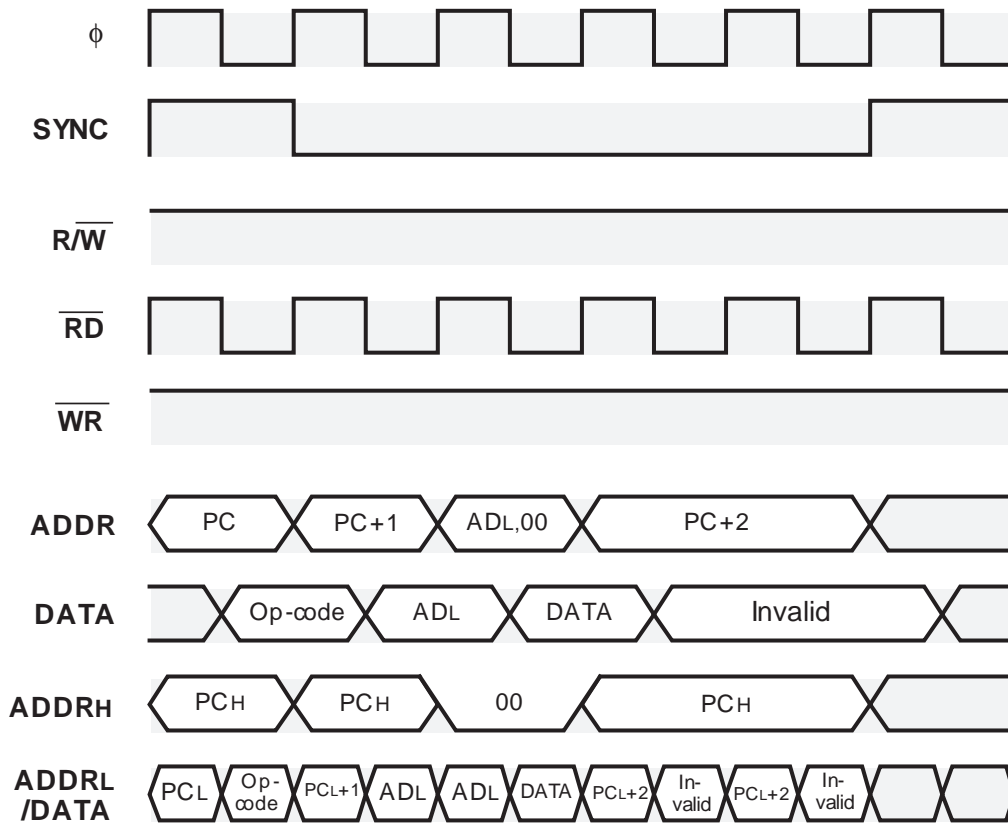 ϕ
SYNC
R/W
RD
WR
ADDR PC PC+1 ADL,00 PC+2
DATA Op-code ADL DATA Invalid
ADDRH PCH PCH 00 PCH
ADDRL
/DATA
PCL Op-
code PCL+1 ADL ADL DATA PCL+2 In-
valid PCL+2 In-
valid